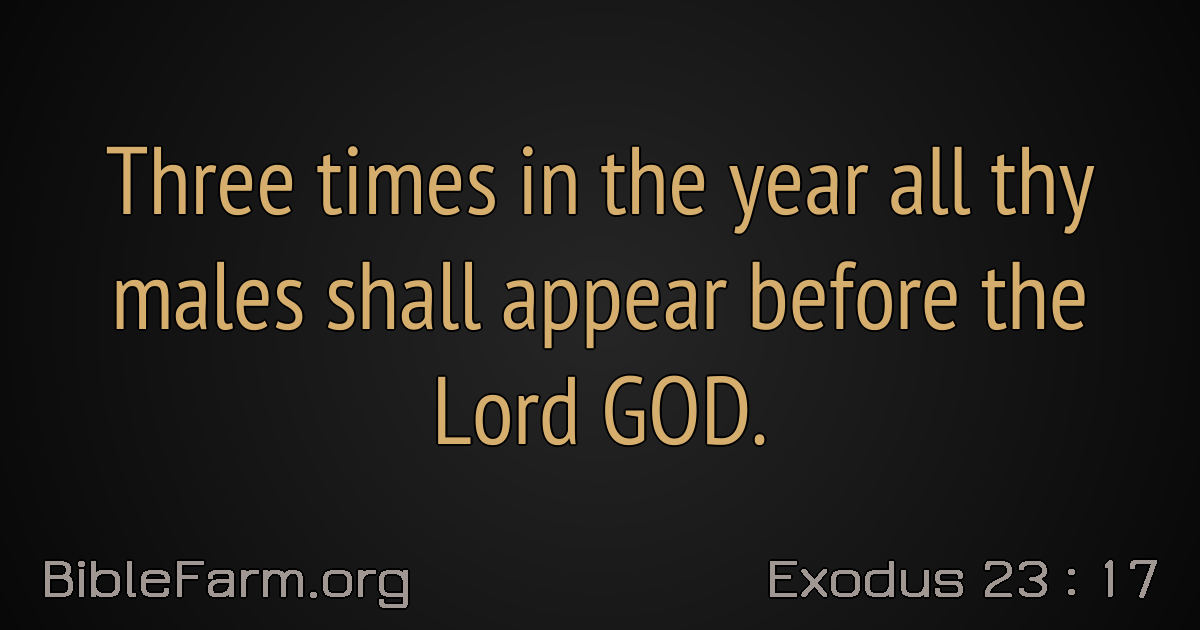 Three times in the year all thy
males shall appear before the
Lord GOD.
BibleFarm.org
Exodus 23 : 17